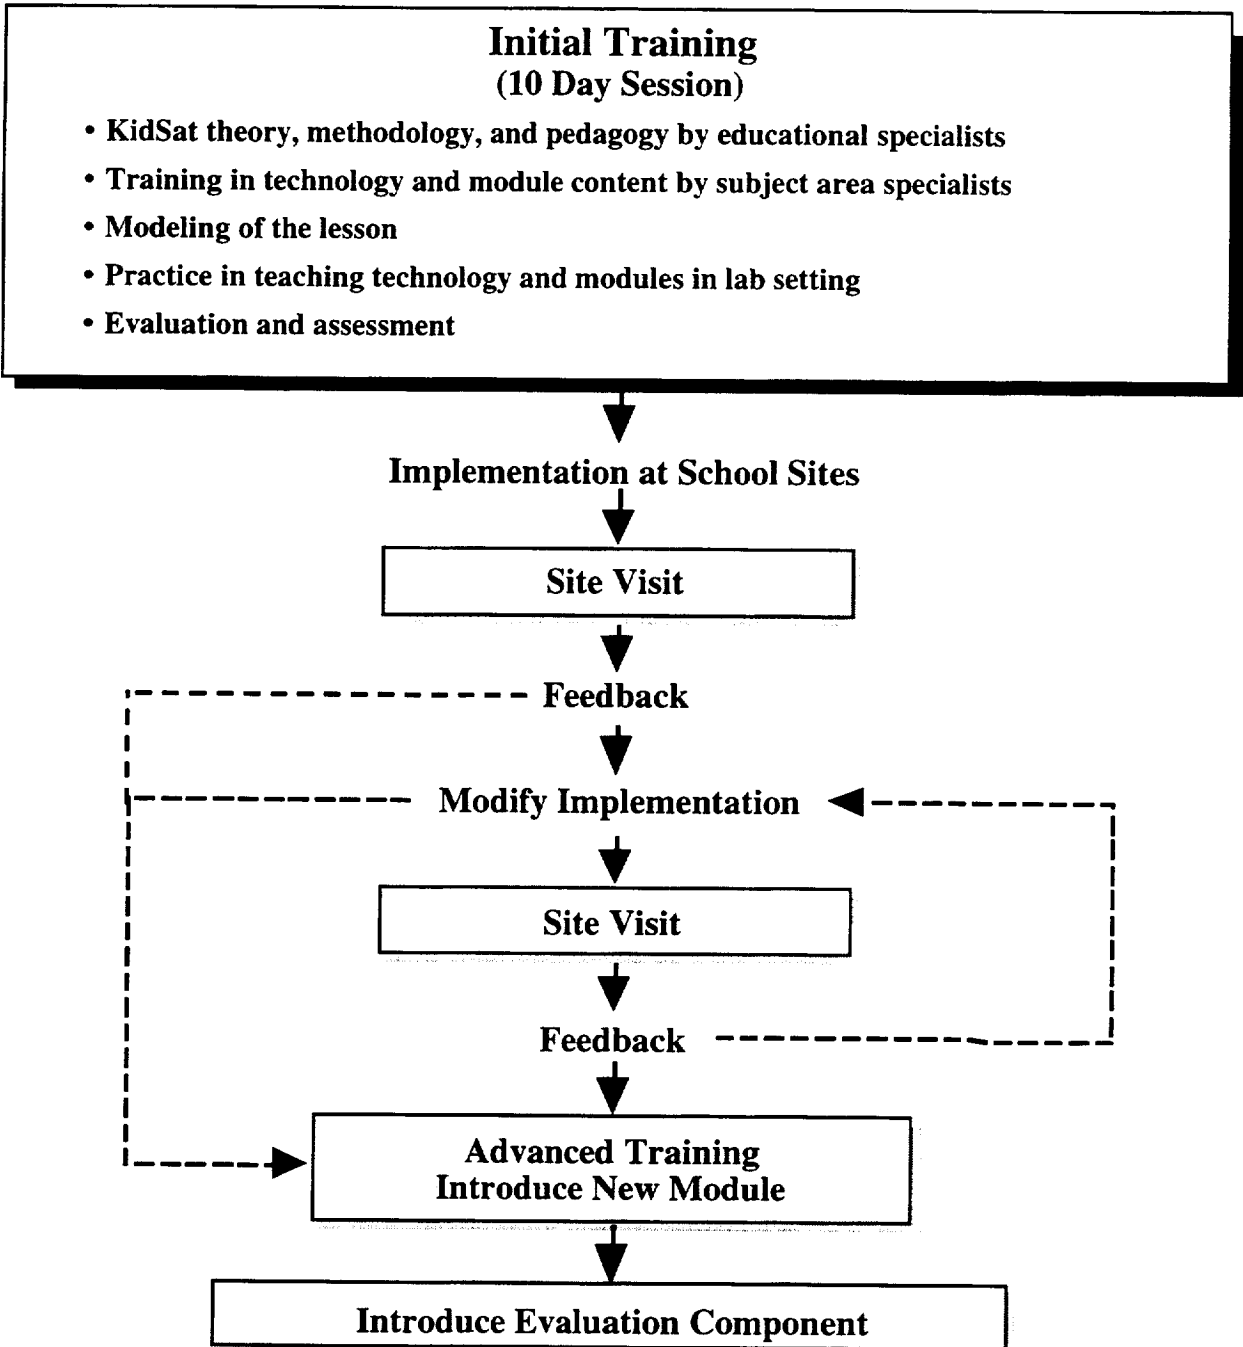 Initial Training
(10 Day Session)
• KidSat theory, methodology, and pedagogy by educational specialists
• Training in technology and module content by subject area specialists
• Modeling of the lesson
• Practice in teaching technology and modules in lab setting
• Evaluation and assessment
Implementation at School Sites
Site Visit
Feedback
Modify Implementation
Site Visit
Feedback
Advanced Training
Introduce New Module
Introduce Evaluation Component